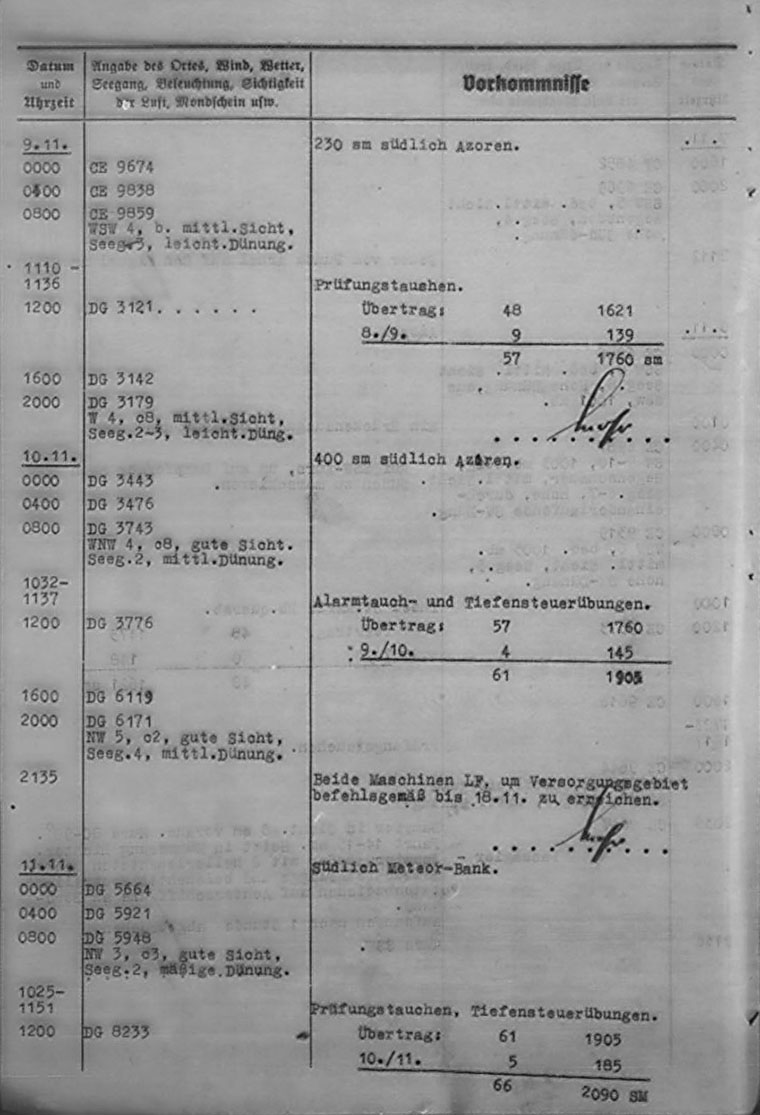 Datum
und
Uhrzeit
Angabe des Ortes, Wind, Wetter,
Seegang, Beleuchtung, Sichtigkeit
der Luft, Mondschein usw.
Vorkommnisse
9.11.
230 sm südlich Azoren.
0000 CE 9674
0400 CE 9838
0800 CE 9859
WSW 4, b. mittl.Sicht,
Seeg.3, leicht.Dünung.
1110 -
1136
Prüfungstauchen.
1200 DG 3121. . . . . . Übertrag: 48 1621
8./9. 9 139
57 1760 sm
1600 DG 3142
2000 DG 3179
W 4, c8, mittl.Sicht,
Seeg.2-3, leicht.Düng.
. . . . . . . . . .
10.11.
400 sm südlich Azoren.
0000 DG 3443
0400 DG 3476
0800 DG 3743
WNW 4, c8, gute Sicht.
Seeg.2, mittl.Dünung.
1032-
1137
Alarmtauch- und Tiefensteuerübungen.
1200 DG 3776 Übertrag: 57 1760
9./10. 4 145
61 1905
1600 DG 6119
2000 DG 6171
NW 5, c2, gute Sicht,
Seeg.4, mittl.Dünung.
2135 Beide Maschinen LF, um Versorgungsgebiet
befehlsgemäß bis 18.11. zu erreichen.
. . . . . . . . . .
11.11.
Südlich Meteor-Bank.
0000 DG 5664
0400 DG 5921
0800 DG 5948
NW 3, c3, gute Sicht,
Seeg.2, mäßige Dünung.
1025-
1151
Prüfungstauchen, Tiefensteuerübungen.
1200 DG 8233 Übertrag: 61 1905
10./11. 5 185
66 2090 SM